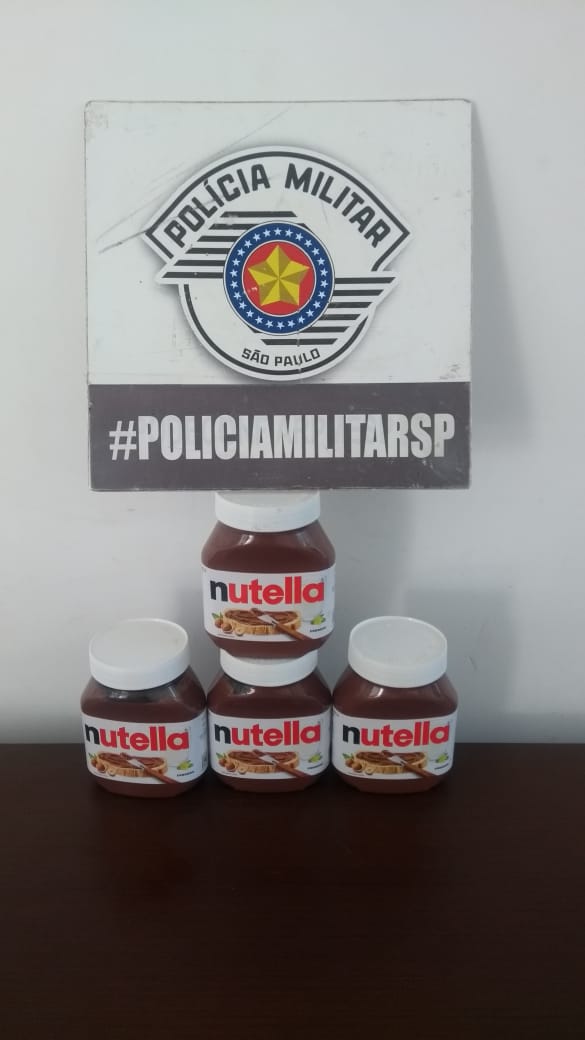 POLÍCIA MILITAR
SÃO PAULO
#POLICIAMILITARSP
nutella
nutella
nutella
nutella